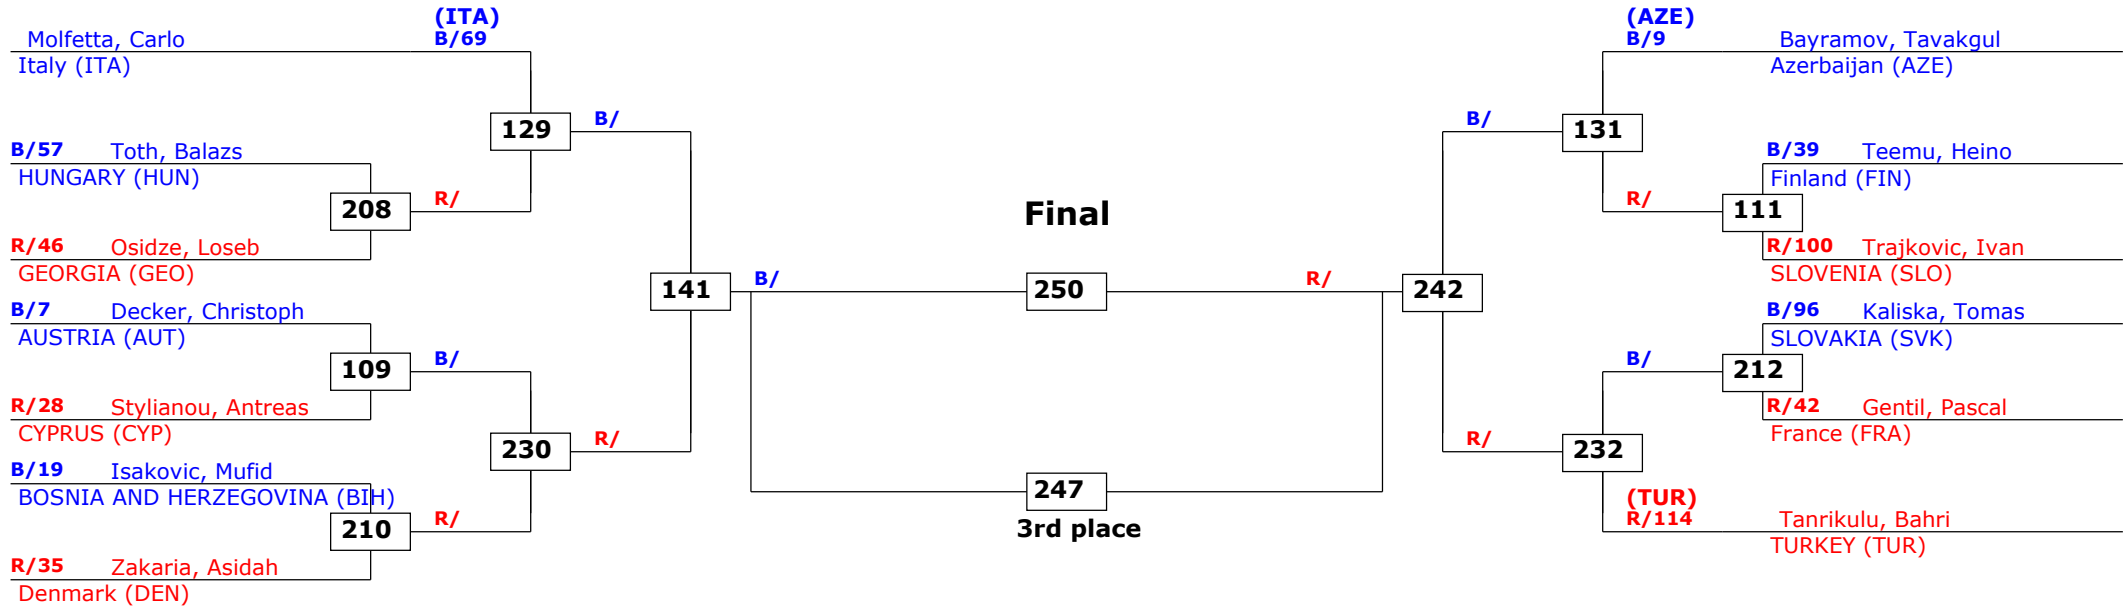 (ITA)
Molfetta, Carlo
B/69
Italy (ITA)
129
B/
B/57 Toth, Balazs
HUNGARY (HUN)
208
R/
R/46 Osidze, Loseb
GEORGIA (GEO)
141
B/
B/7 Decker, Christoph
AUSTRIA (AUT)
109
B/
R/28 Stylianou, Antreas
CYPRUS (CYP)
230
R/
B/19 Isakovic, Mufid
BOSNIA AND HERZEGOVINA (BIH)
210
R/
R/35 Zakaria, Asidah
Denmark (DEN)
Final
250
R/
247
3rd place
242
(AZE)
B/9
Bayramov, Tavakgul
Azerbaijan (AZE)
B/
131
B/39 Teemu, Heino
Finland (FIN)
R/
111
R/100 Trajkovic, Ivan
SLOVENIA (SLO)
B/96 Kaliska, Tomas
SLOVAKIA (SVK)
B/
212
R/42 Gentil, Pascal
France (FRA)
R/
232
(TUR)
R/114
Tanrikulu, Bahri
TURKEY (TUR)